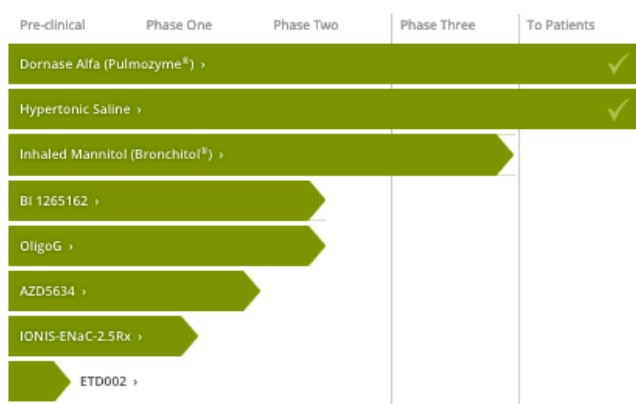 Pre-clinical Phase One Phase Two Phase Three To Patients
Dornase Alfa (Pulmozyme®) ›
Hypertonic Saline ›
Inhaled Mannitol (Bronchitol®) ›
BI 1265162 ›
OligoG ›
AZD5634 ›
IONIS-ENaC-2.5Rx ›
ETD002 ›